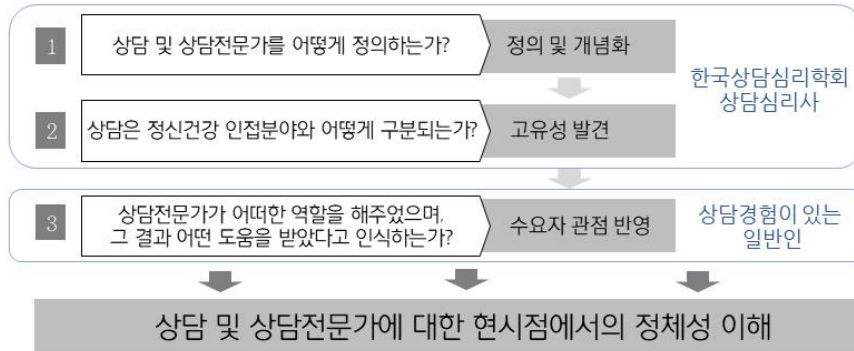 1
상담 및 상담전문가를 어떻게 정의하는가?
정의 및 개념화
한국상담심리학회
상담심리사
2
상담은 정신건강 인접분야와 어떻게 구분되는가?
고유성 발견
3
상담전문가가 어떠한 역할을 해주었으며,
그 결과 어떤 도움을 받았다고 인식하는가?
수요자 관점 반영
상담경험이 있는
일반인
상담 및 상담전문가에 대한 현시점에서의 정체성 이해